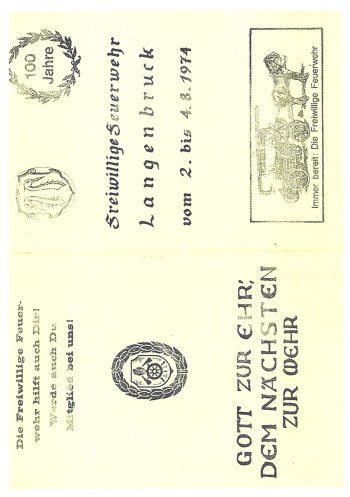 100
Jahre
Freiwillige Feuerwehr
Langenbruck
vom 2. bis 4.8.1974
Immer bereit: Die Freiwillige Feuerwehr
Die Freiwillige Feuer-
wehr hilft auch Dir!
Werde auch Du
Mitglied bei uns!
GOTT ZUR EHR,
DEM NÄCHSTEN
ZUR WEHR